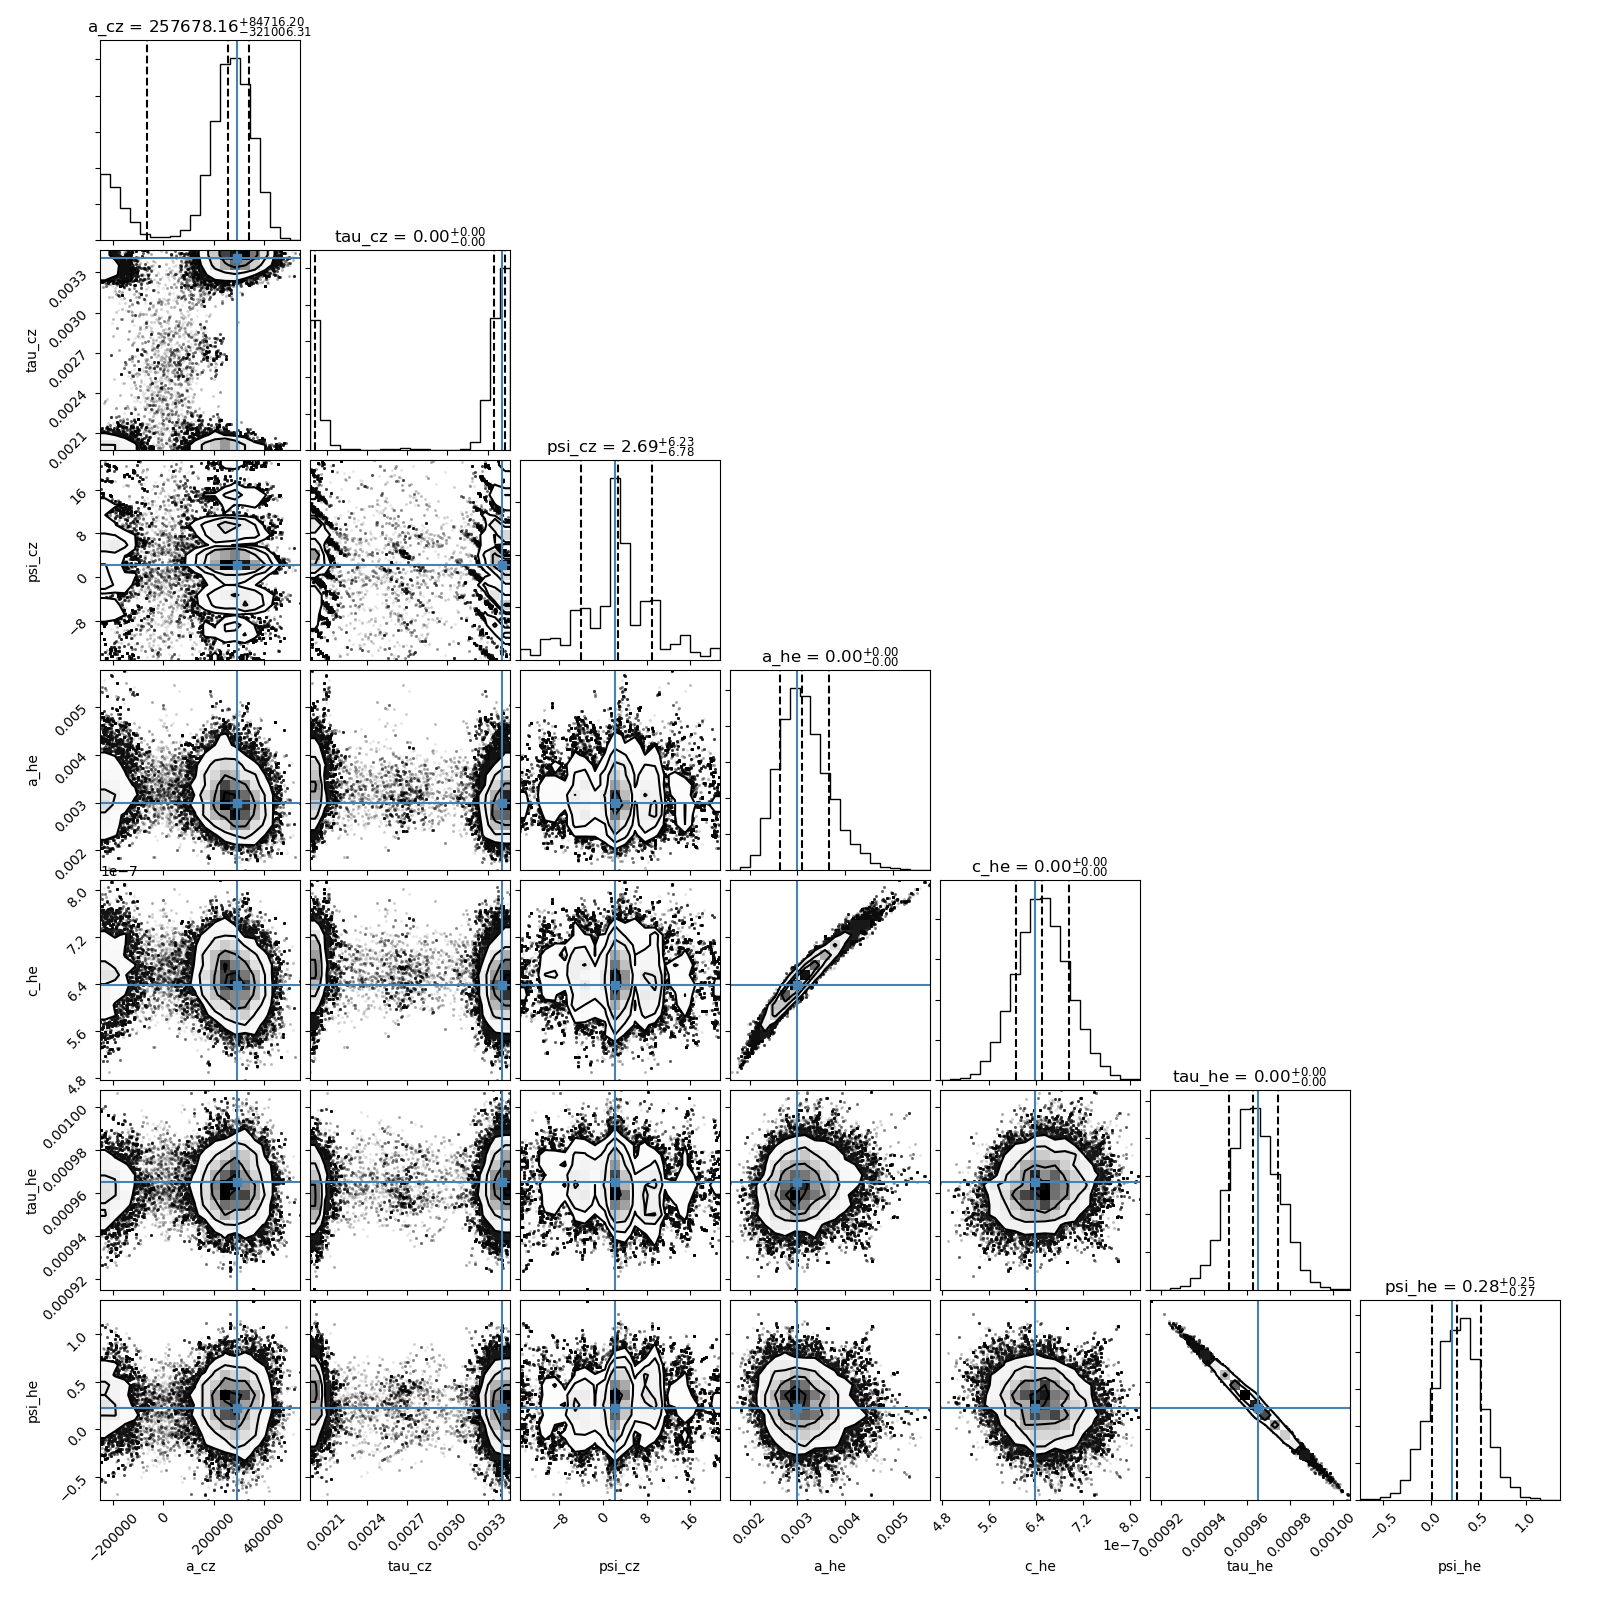 a_cz = 257678.16+84716.20 −321006.31
tau_cz = 0.00+0.00 −0.00
0.0033
0.0030
0.0027
0.0024
0.0021
tau_cz
psi_cz = 2.69+6.23 −6.78
16
8
0
−8
psi_cz
a_he = 0.00+0.00 −0.00
0.005
0.004
0.003
0.002
a_he
1e−7
c_he = 0.00+0.00 −0.00
8.0
7.2
6.4
5.6
4.8
c_he
tau_he = 0.00+0.00 −0.00
0.00100
0.00098
0.00096
0.00094
0.00092
tau_he
psi_he = 0.28+0.25 −0.27
1.0
0.5
0.0
−0.5
psi_he
−200000 0 200000 400000
0.0021 0.0024 0.0027 0.0030 0.0033
−8 0 8 16
0.002 0.003 0.004 0.005
4.8 5.6 6.4 7.2 8.0
1e−7
0.00092 0.00094 0.00096 0.00098 0.00100
−0.5 0.0 0.5 1.0
a_cz tau_cz psi_cz a_he c_he tau_he psi_he